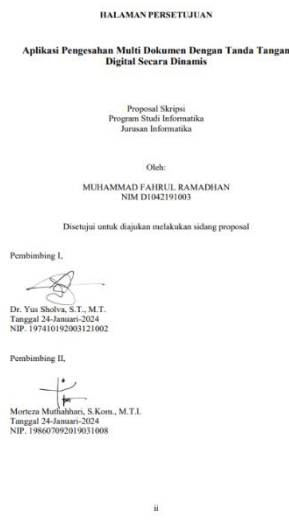 HALAMAN PERSETUJUAN
Aplikasi Pengesahan Multi Dokumen Dengan Tanda Tangan
Digital Secara Dinamis
Proposal Skripsi
Program Studi Informatika
Jurusan Informatika
Oleh:
MUHAMMAD FAHRUL RAMADHAN
NIM D1042191003
Disetujui untuk diajukan melakukan sidang proposal
Pembimbing I,
Dr. Yus Sholva, S.T., M.T.
Tanggal 24-Januari-2024
NIP. 197410192003121002
Pembimbing II,
Morteza Muthahhari, S.Kom., M.T.I.
Tanggal 24-Januari-2024
NIP. 198607092019031008
ii